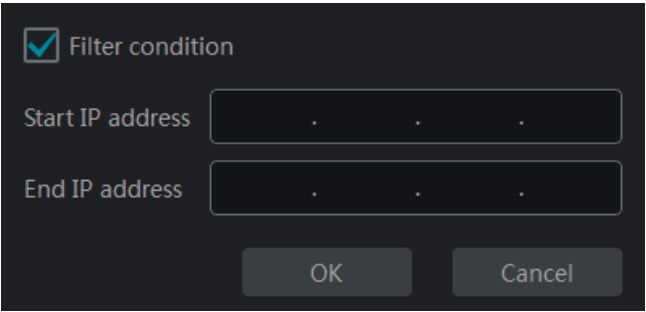 Filter condition
Start IP address . . .
End IP address . . .
OK Cancel